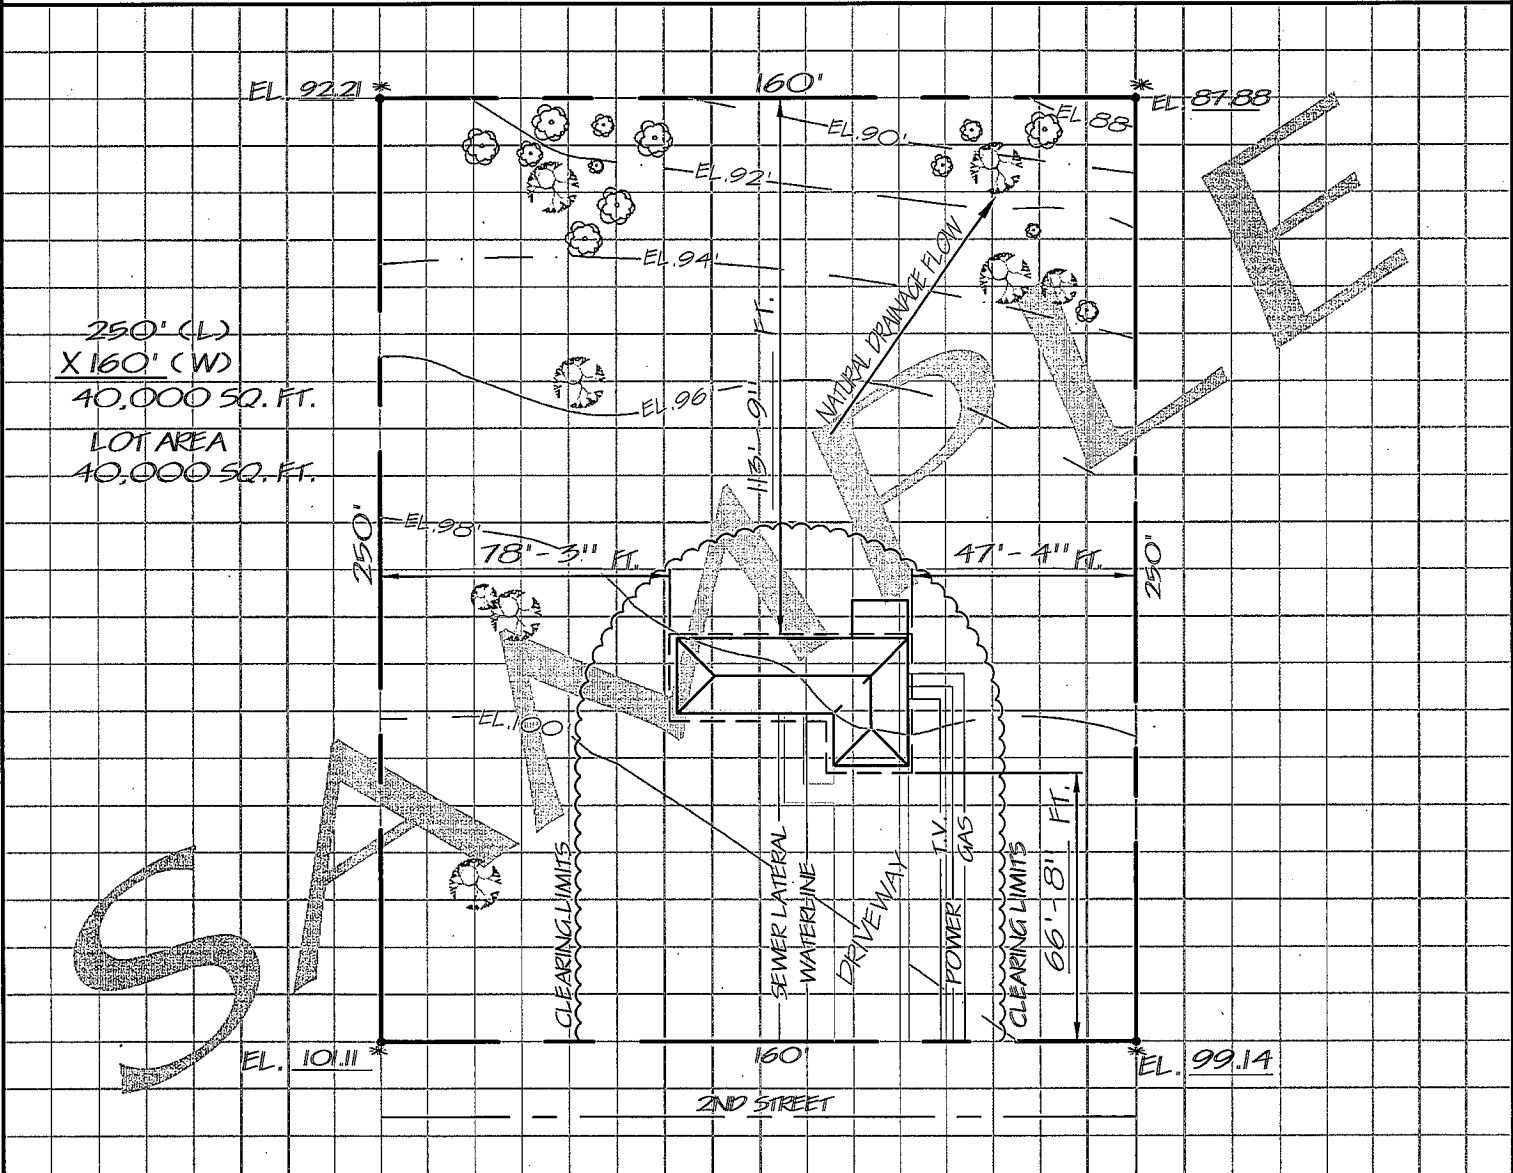 160'
EL. 92.21
EL. 87.88
EL. 88
EL. 90'
EL. 92'
EL. 94'
NATURAL DRAINAGE FLOW
250' (L)
X 160' (W)
40,000 SQ. FT.
LOT AREA
40,000 SQ. FT.
EL. 96
113' - 9" FT.
EL. 98'
250'
78' - 3" FT.
47' - 4" FT.
250'
EL. 100
SAMPLE
CLEARING LIMITS
SEWER LATERAL
WATERLINE
DRIVEWAY
T.V.
GAS
POWER
CLEARING LIMITS
66' - 8" FT.
EL. 101.11
160'
EL. 99.14
2ND STREET